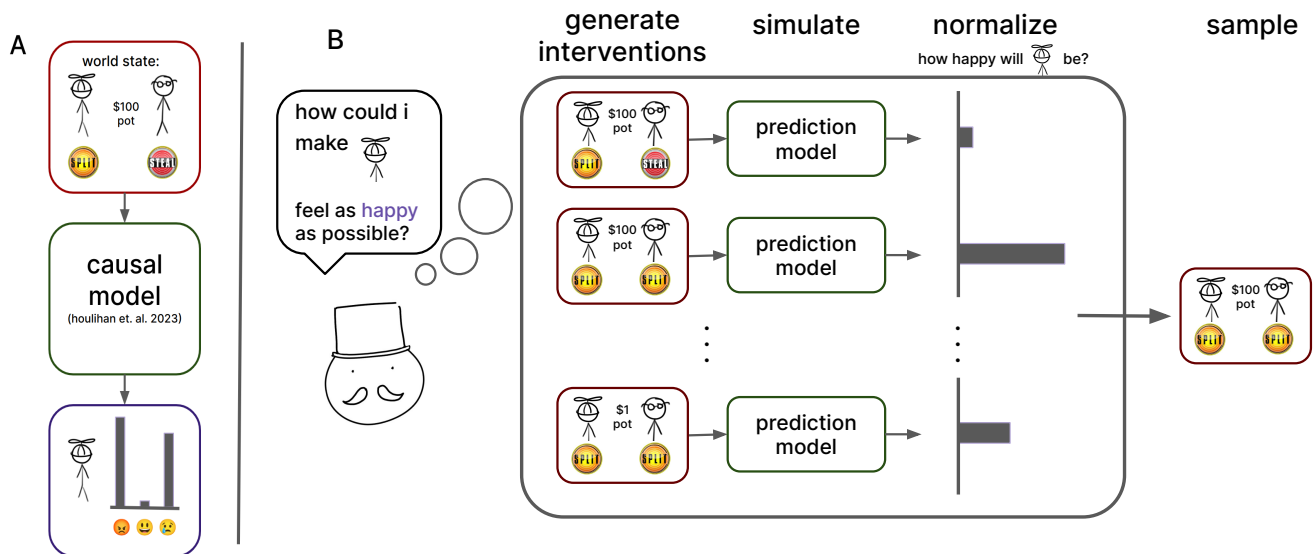 A
world state:
$100
pot
SPLIT
STEAL
causal
model
(houlihan et. al. 2023)
B
how could i
make
feel as happy
as possible?
generate
interventions
simulate
normalize
how happy will be?
sample
$100
pot
SPLIT
STEAL
prediction
model
$100
pot
SPLIT
SPLIT
prediction
model
$1
pot
SPLIT
SPLIT
prediction
model
$100
pot
SPLIT
SPLIT